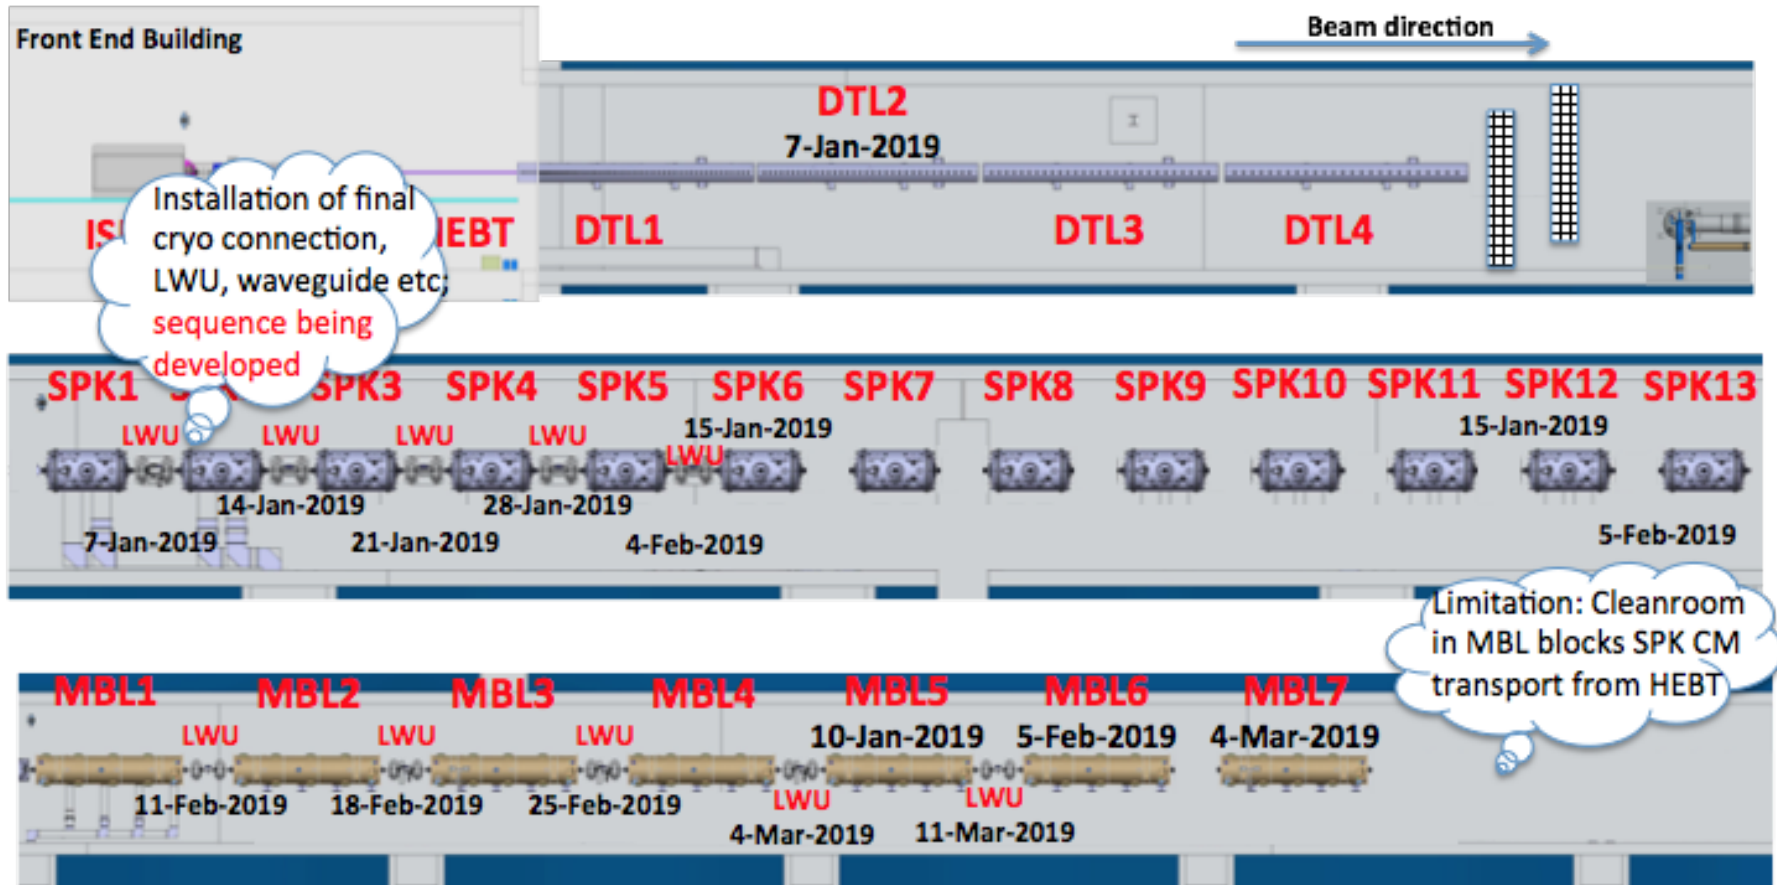 Front End Building
Beam direction
DTL2
7-Jan-2019
Installation of final
cryo connection,
LWU, waveguide etc;
sequence being
developed
HEBT
DTL1
DTL3
DTL4
SPK1
SPK3
SPK4
SPK5
SPK6
SPK7
SPK8
SPK9
SPK10
SPK11
SPK12
SPK13
15-Jan-2019
15-Jan-2019
LWU
LWU
LWU
LWU
LWU
14-Jan-2019
28-Jan-2019
7-Jan-2019
21-Jan-2019
4-Feb-2019
5-Feb-2019
Limitation: Cleanroom
in MBL blocks SPK CM
transport from HEBT
MBL1
MBL2
MBL3
MBL4
MBL5
MBL6
MBL7
LWU
LWU
LWU
10-Jan-2019
5-Feb-2019
4-Mar-2019
11-Feb-2019
18-Feb-2019
25-Feb-2019
LWU
LWU
4-Mar-2019
11-Mar-2019